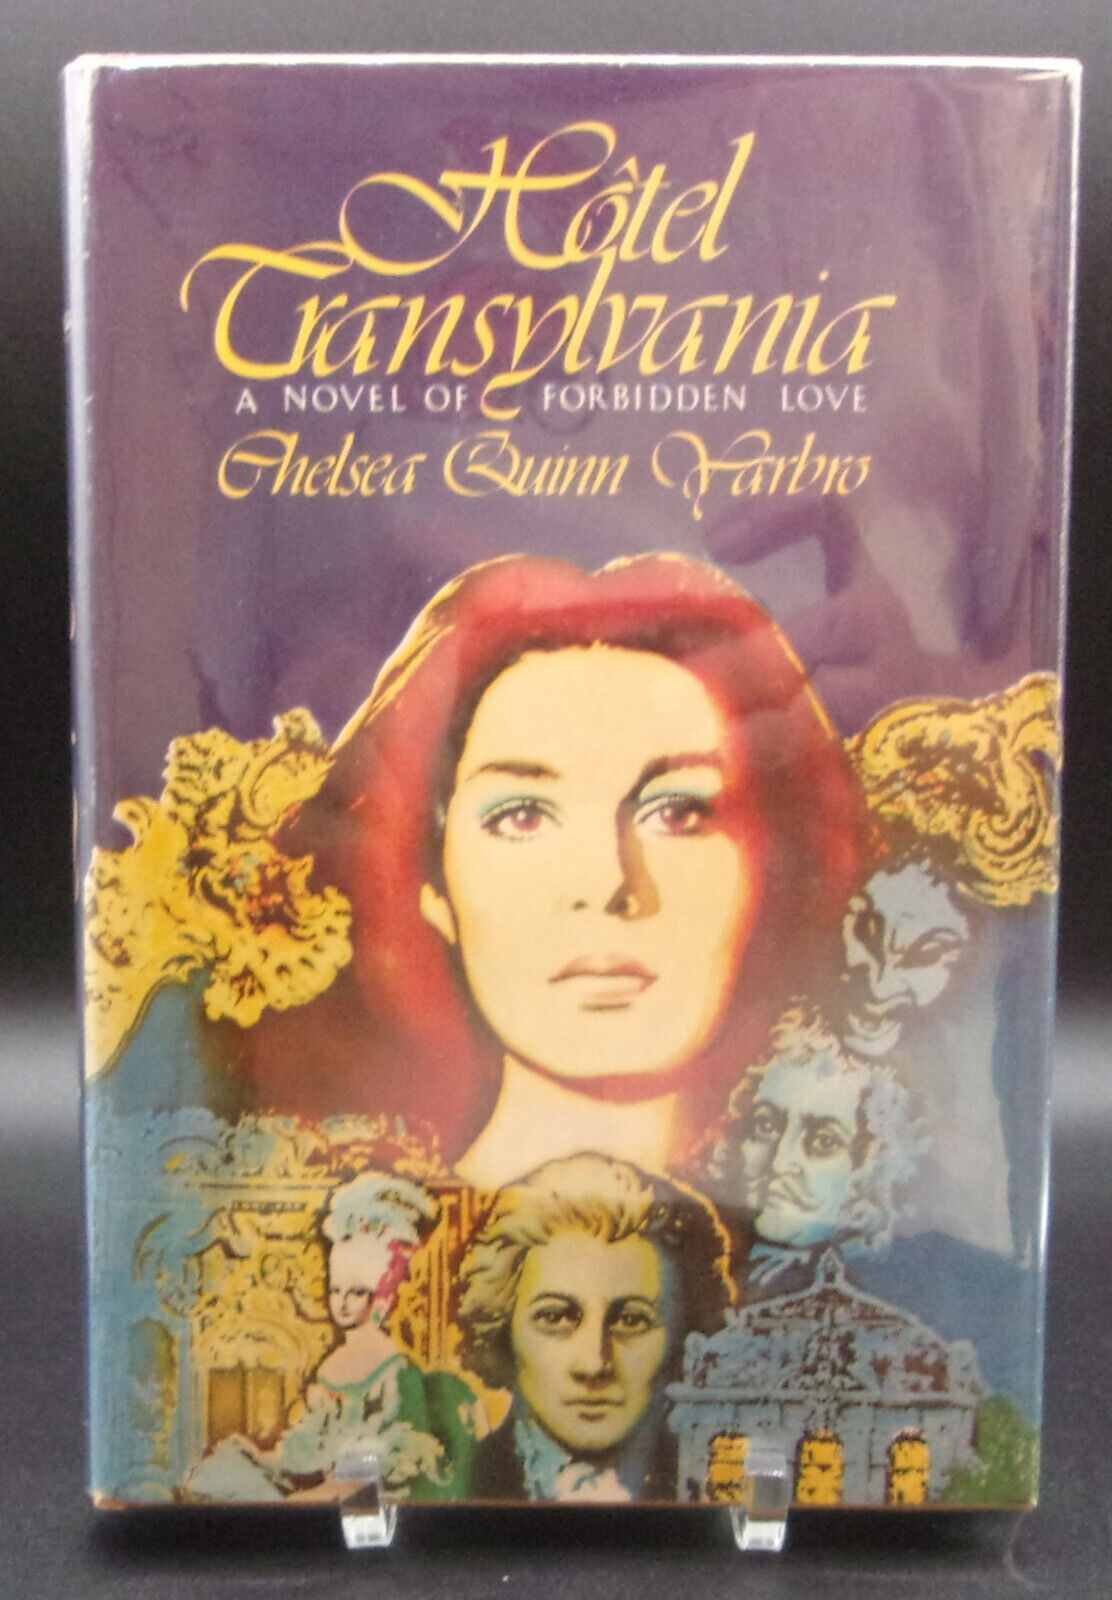 Hôtel
Transylvania
A NOVEL OF FORBIDDEN LOVE
Chelsea Quinn Yarbro